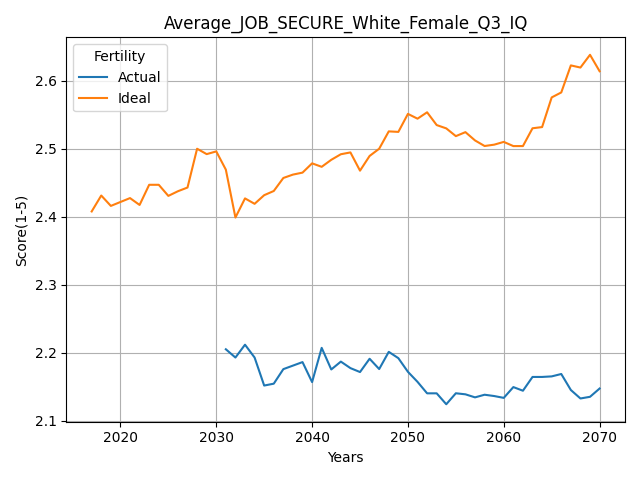 Average_JOB_SECURE_White_Female_Q3_IQ
Fertility
Actual
Ideal
Score(1-5)
2.6
2.5
2.4
2.3
2.2
2.1
2020 2030 2040 2050 2060 2070
Years